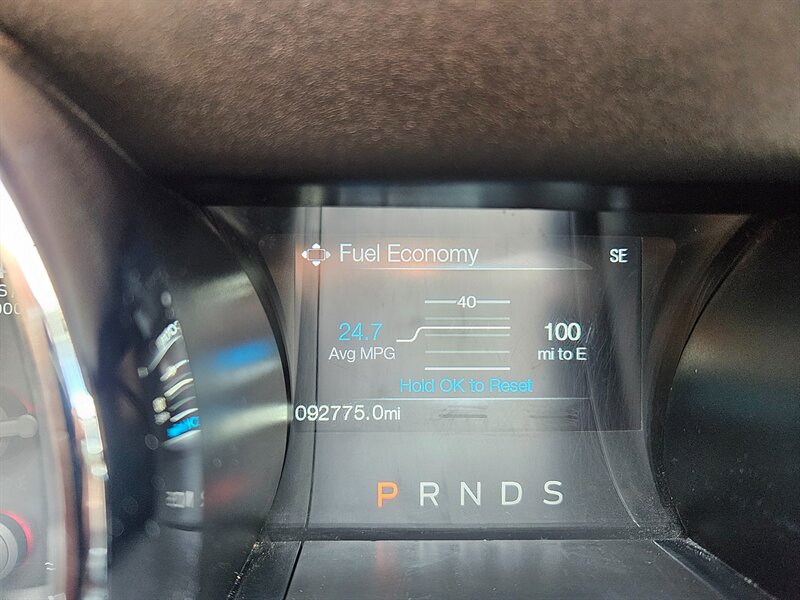 Fuel Economy SE
40
24.7 100
Avg MPG mi to E
Hold OK to Reset
092775.0mi
P R N D S